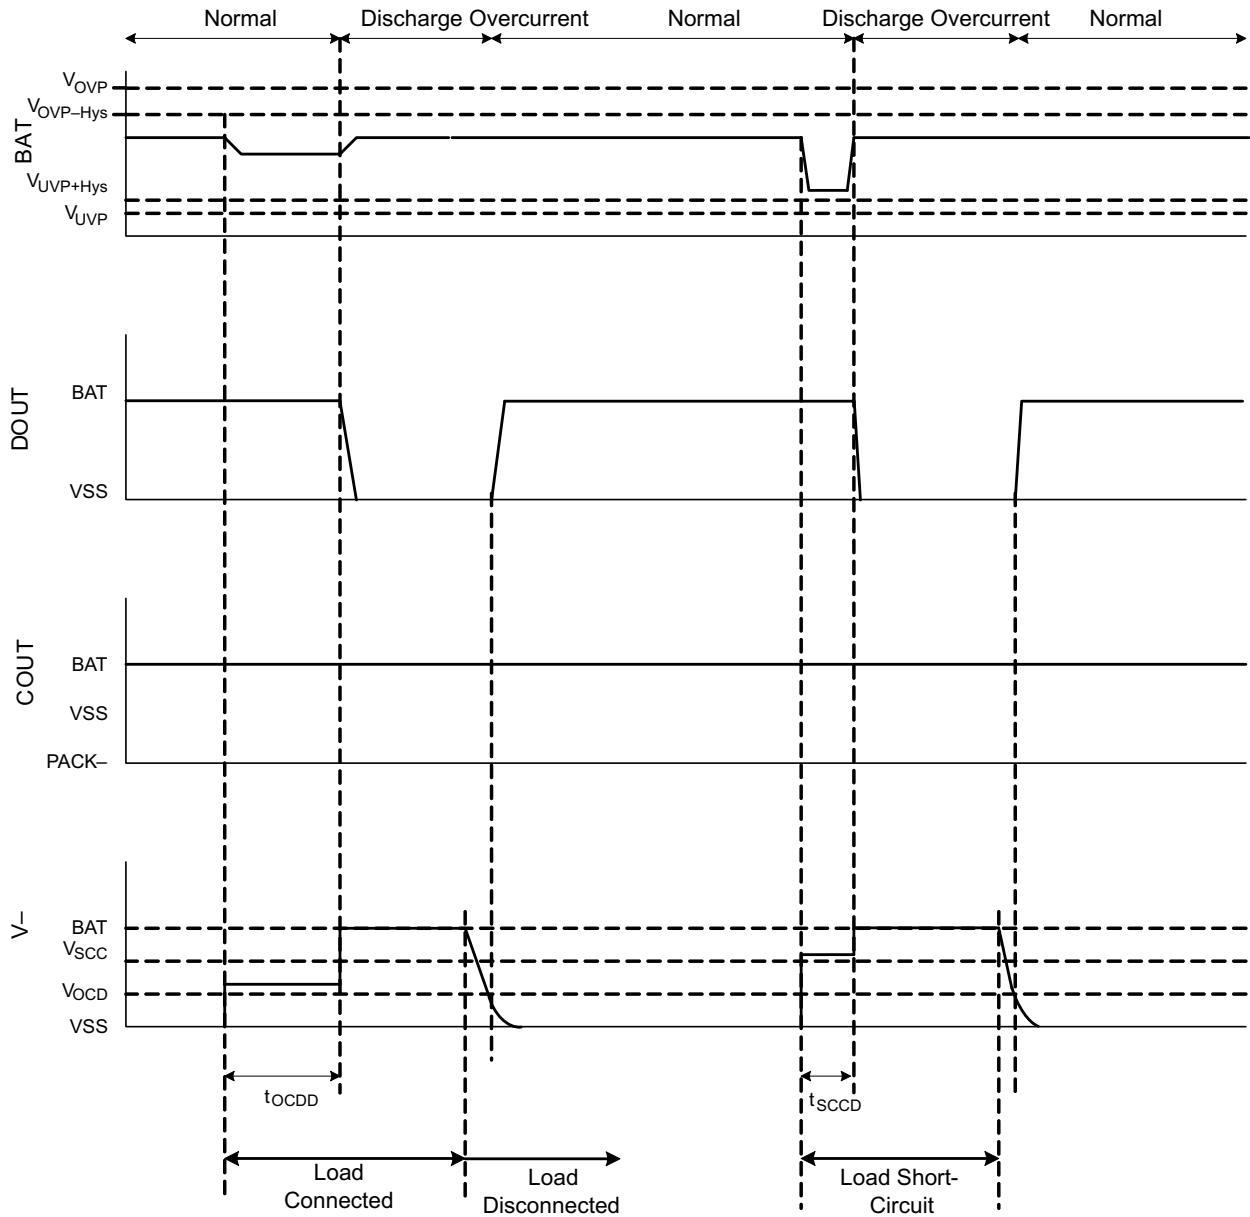 Normal
Discharge Overcurrent
Normal
Discharge Overcurrent
Normal
BAT
VOVP
VOVP–Hys
VUVP+Hys
VUVP
DOUT
BAT
VSS
COUT
BAT
VSS
PACK–
V–
BAT
VSCC
VOCD
VSS
tOCDD
tSCCD
Load
Connected
Load
Disconnected
Load Short-
Circuit